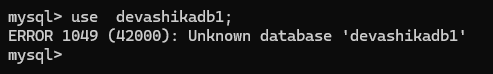 mysql> use  devashikadb1;
ERROR 1049 (42000): Unknown database 'devashikadb1'
mysql>